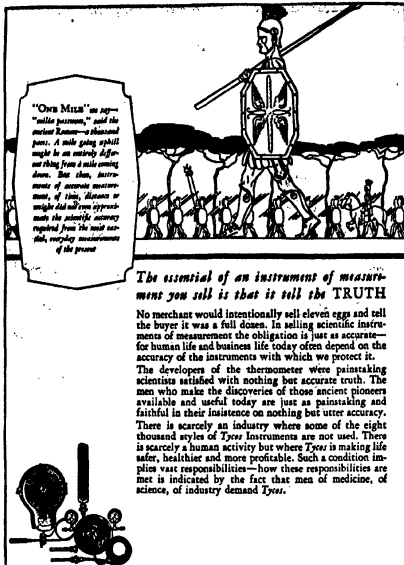 "ONE MILE" we say—
"millia passuum," said the
ancient Roman—a thousand
paces. A mile going uphill
might be an entirely differ-
ent thing from a mile coming
down. But then, instru-
ments of accurate measure-
ment, of time, distance or
weight did not even approxi-
mate the scientific accuracy
required from the most cas-
ual, everyday measurements
of the present
The essential of an instrument of measure-
ment you sell is that it tell the TRUTH
No merchant would intentionally sell eleven eggs and tell
the buyer it was a full dozen. In selling scientific instru-
ments of measurement the obligation is just as accurate—
for human life and business life today often depend on the
accuracy of the instruments with which we protect it.
The developers of the thermometer were painstaking
scientists satisfied with nothing but accurate truth. The
men who make the discoveries of those ancient pioneers
available and useful today are just as painstaking and
faithful in their insistence on nothing but utter accuracy.
There is scarcely an industry where some of the eight
thousand styles of Tycos Instruments are not used. There
is scarcely a human activity but where Tycos is making life
safer, healthier and more profitable. Such a condition im-
plies vast responsibilities—how these responsibilities are
met is indicated by the fact that men of medicine, of
science, of industry demand Tycos.